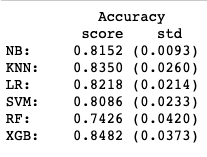 Accuracy
score std
NB: 0.8152 (0.0093)
KNN: 0.8350 (0.0260)
LR: 0.8218 (0.0214)
SVM: 0.8086 (0.0233)
RF: 0.7426 (0.0420)
XGB: 0.8482 (0.0373)